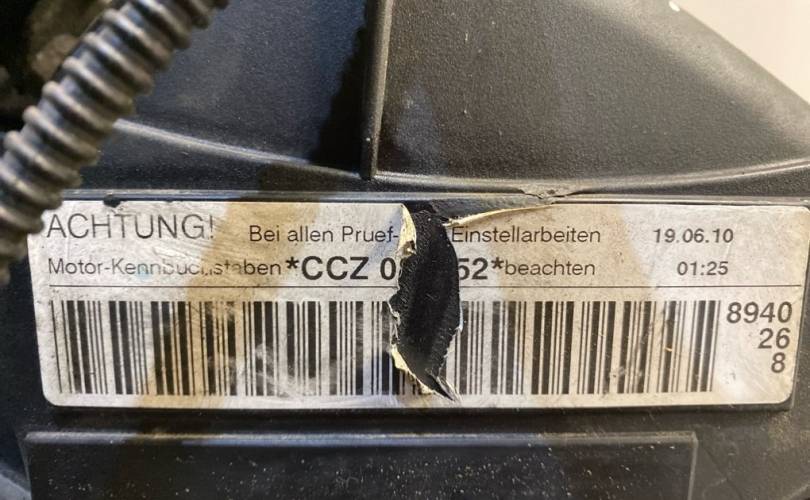 ACHTUNG! Bei allen Pruef- Einstellarbeiten 19.06.10
Motor-Kennbuchstaben *CCZ 0 52* beachten 01:25
8940
26
8